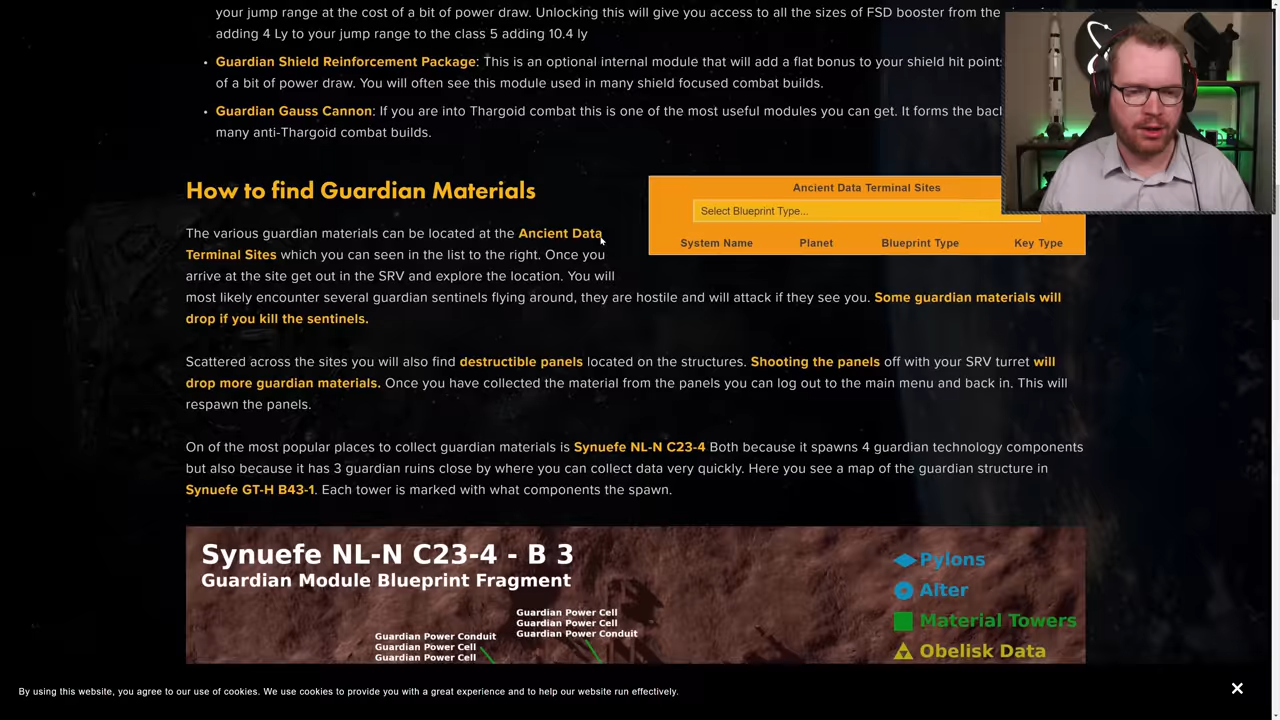 your jump range at the cost of a bit of power draw. Unlocking this will give you access to all the sizes of FSD booster from the
adding 4 Ly to your jump range to the class 5 adding 10.4 ly
• Guardian Shield Reinforcement Package: This is an optional internal module that will add a flat bonus to your shield hit points
of a bit of power draw. You will often see this module used in many shield focused combat builds.
• Guardian Gauss Cannon: If you are into Thargoid combat this is one of the most useful modules you can get. It forms the
many anti-Thargoid combat builds.
How to find Guardian Materials
The various guardian materials can be located at the Ancient Data
Terminal Sites which you can seen in the list to the right. Once you
arrive at the site get out in the SRV and explore the location. You will
most likely encounter several guardian sentinels flying around, they are hostile and will attack if they see you. Some guardian materials will
drop if you kill the sentinels.
Ancient Data Terminal Sites
Select Blueprint Type...
System Name Planet Blueprint Type Key Type
Scattered across the sites you will also find destructible panels located on the structures. Shooting the panels off with your SRV turret will
drop more guardian materials. Once you have collected the material from the panels you can log out to the main menu and back in. This will
respawn the panels.
On of the most popular places to collect guardian materials is Synuefe NL-N C23-4 Both because it spawns 4 guardian technology components
but also because it has 3 guardian ruins close by where you can collect data very quickly. Here you see a map of the guardian structure in
Synuefe GT-H B43-1. Each tower is marked with what components the spawn.
Synuefe NL-N C23-4 - B 3
Guardian Module Blueprint Fragment
Guardian Power Cell
Guardian Power Cell
Guardian Power Conduit
Guardian Power Conduit
Guardian Power Cell
Guardian Power Cell
Pylons
Alter
Material Towers
Obelisk Data
By using this website, you agree to our use of cookies. We use cookies to provide you with a great experience and to help our website run effectively.